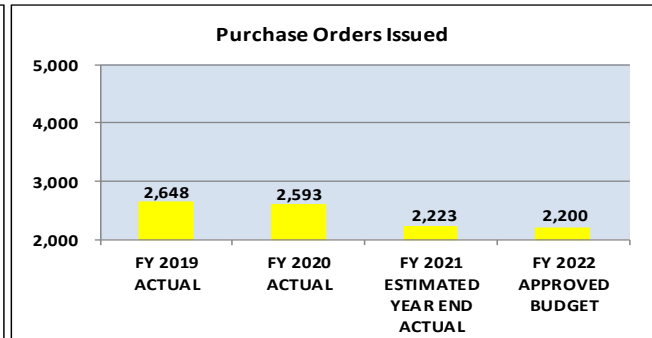 Purchase Orders Issued
5,000
4,000
3,000
2,000
2,648
2,593
2,223
2,200
FY 2019
ACTUAL
FY 2020
ACTUAL
FY 2021
ESTIMATED
YEAR END
ACTUAL
FY 2022
APPROVED
BUDGET